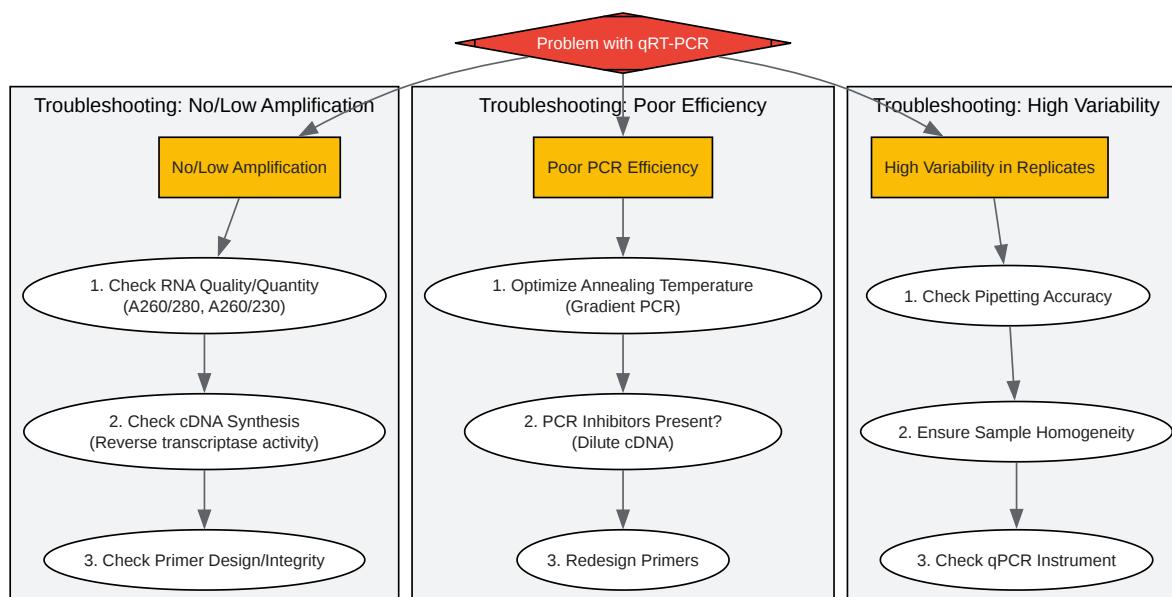 Problem with qRT-PCR
Troubleshooting: No/Low Amplification
No/Low Amplification
1. Check RNA Quality/Quantity
(A260/280, A260/230)
2. Check cDNA Synthesis
(Reverse transcriptase activity)
3. Check Primer Design/Integrity
Troubleshooting: Poor Efficiency
Poor PCR Efficiency
1. Optimize Annealing Temperature
(Gradient PCR)
2. PCR Inhibitors Present?
(Dilute cDNA)
3. Redesign Primers
Troubleshooting: High Variability
High Variability in Replicates
1. Check Pipetting Accuracy
2. Ensure Sample Homogeneity
3. Check qPCR Instrument